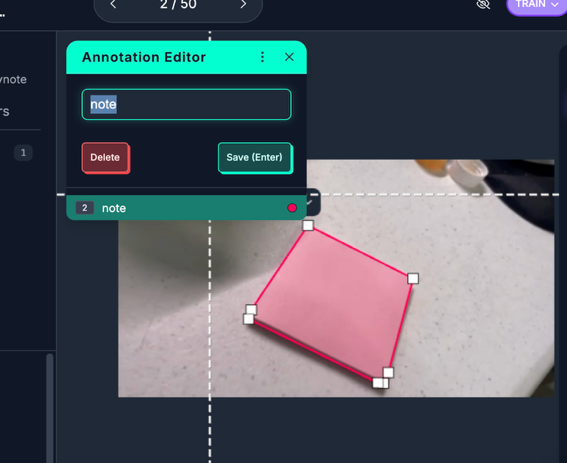 2 / 50
TRAIN
Annotation Editor
note
Delete
Save (Enter)
2
note
ynote
rs
1